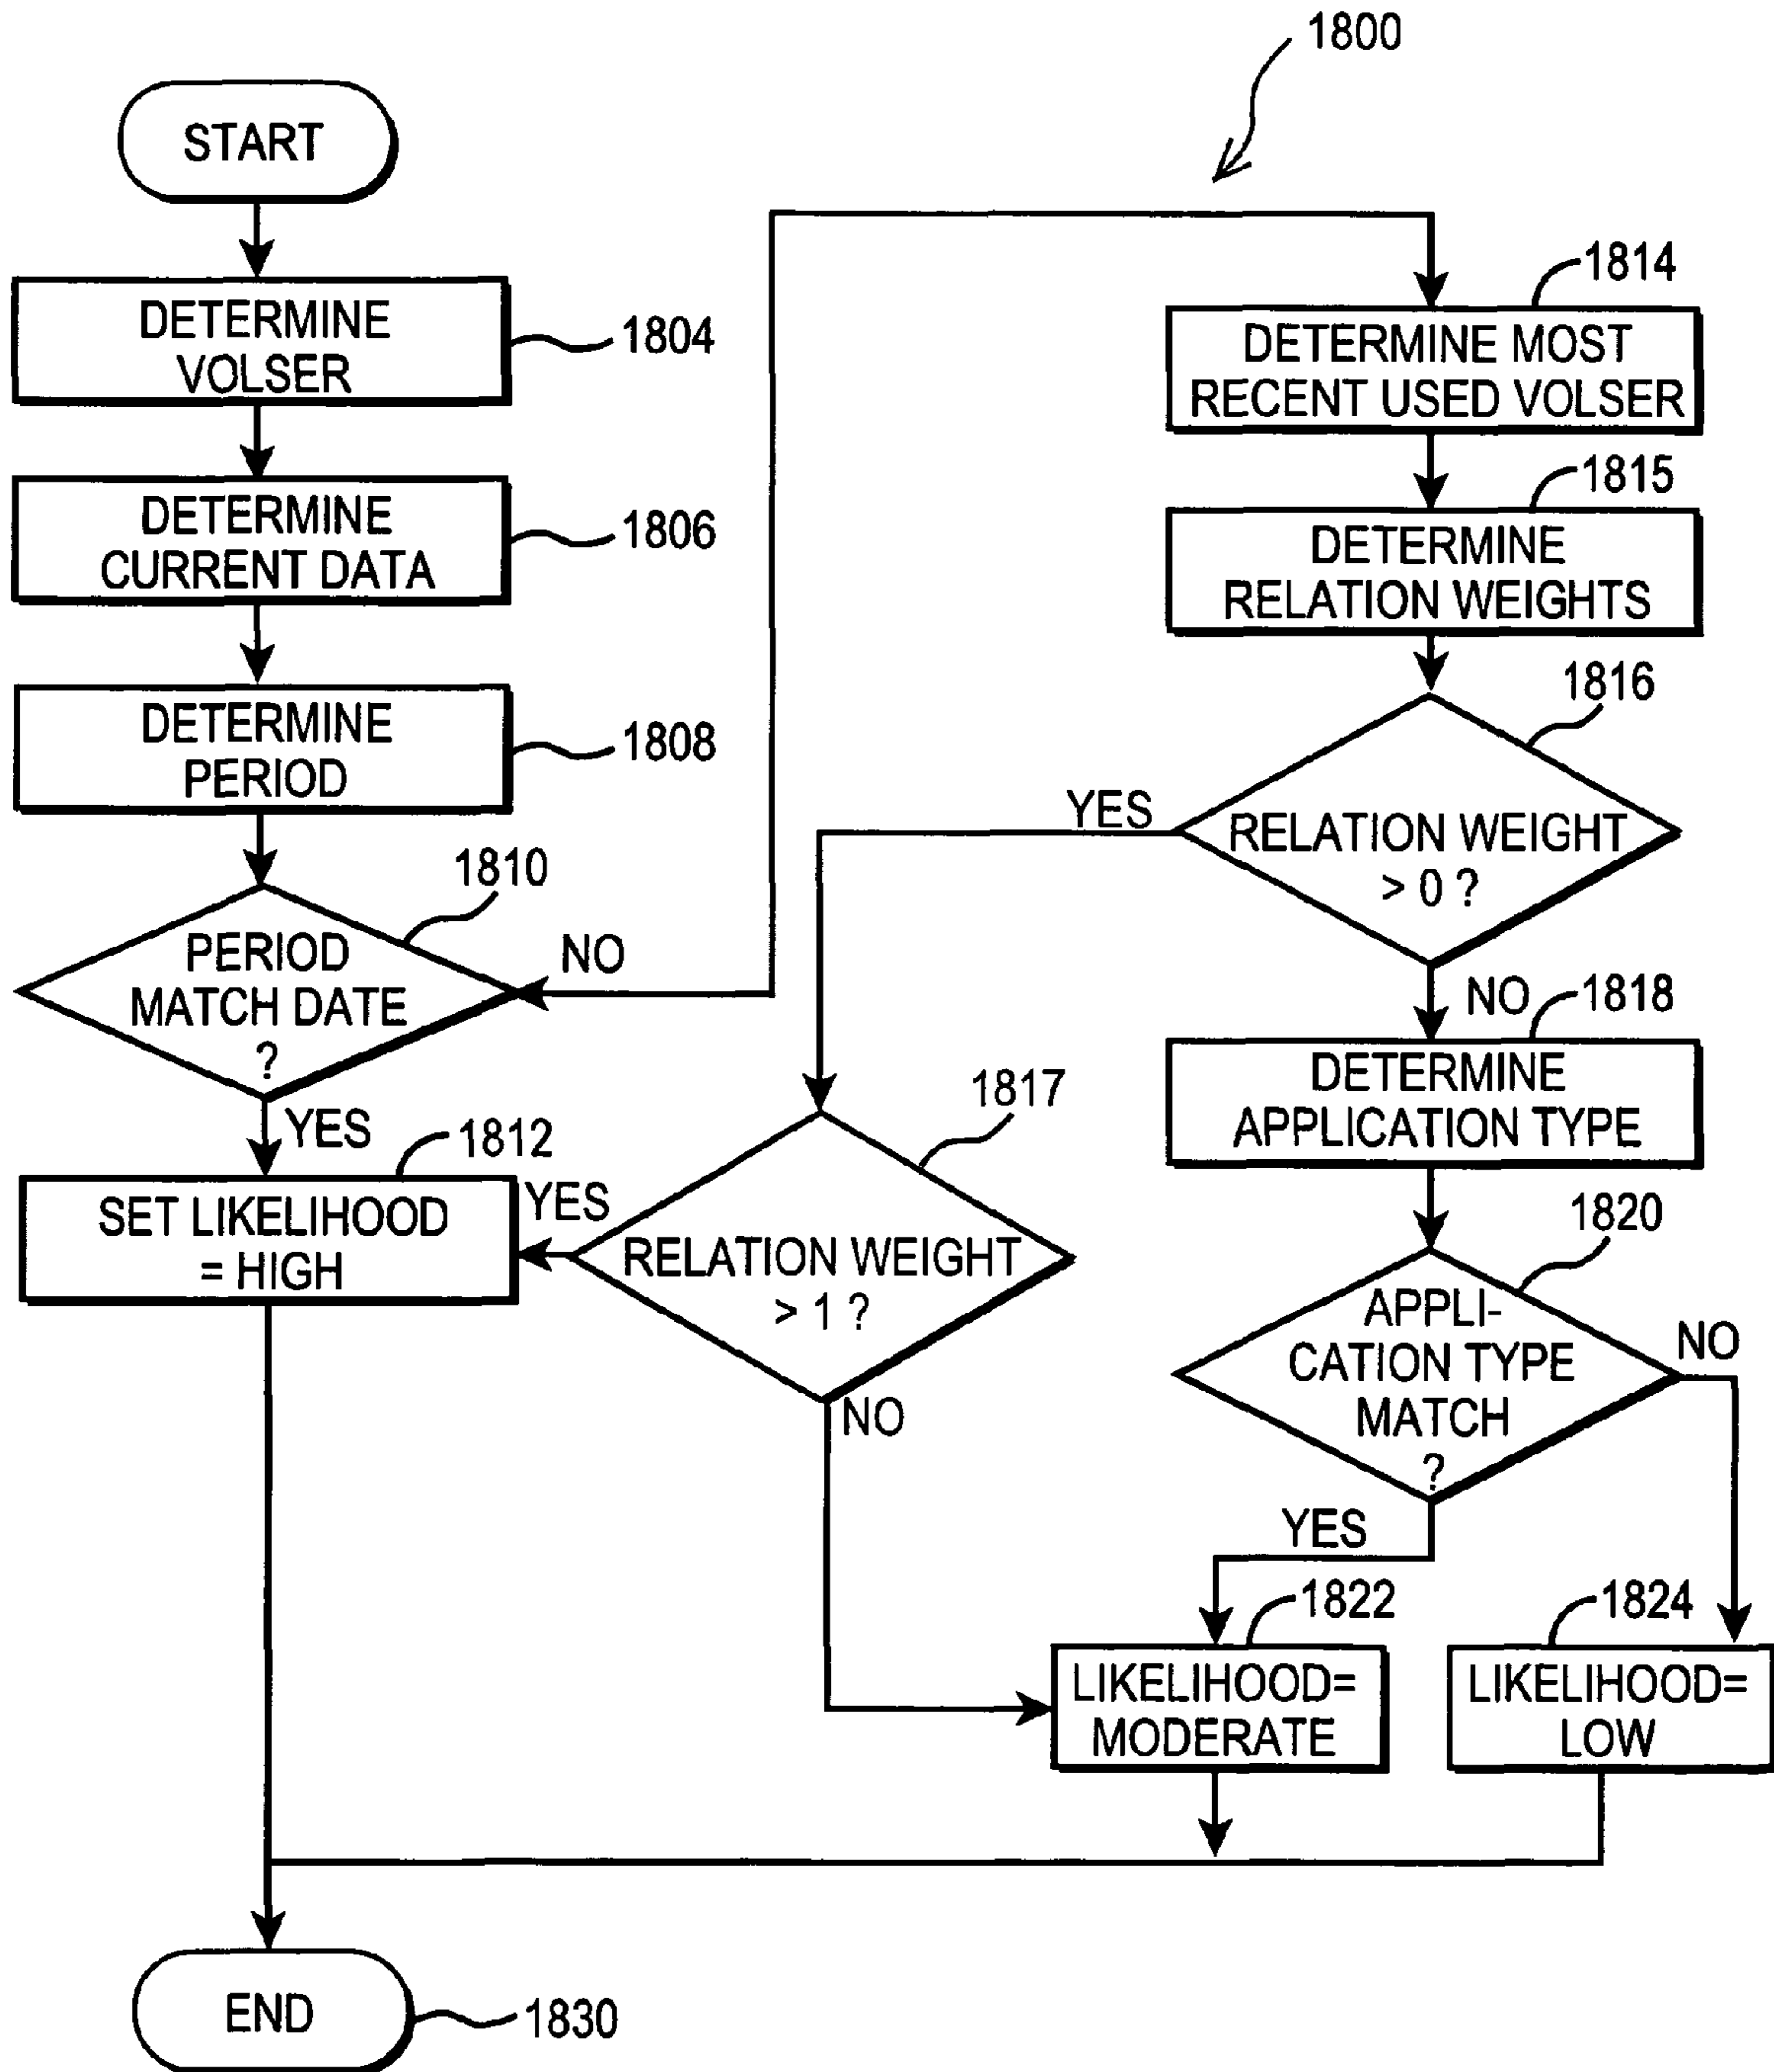 1800
START
DETERMINE
VOLSER
1804
DETERMINE
CURRENT DATA
1806
DETERMINE
PERIOD
1808
1810
PERIOD
MATCH DATE
?
NO
YES
1812
SET LIKELIHOOD
= HIGH
1814
DETERMINE MOST
RECENT USED VOLSER
1815
DETERMINE
RELATION WEIGHTS
1816
RELATION WEIGHT
> 0 ?
YES
NO
1817
RELATION WEIGHT
> 1 ?
YES
NO
1818
DETERMINE
APPLICATION TYPE
1820
APPLI-
CATION TYPE
MATCH
?
NO
YES
1822
LIKELIHOOD=
MODERATE
1824
LIKELIHOOD=
LOW
END
1830